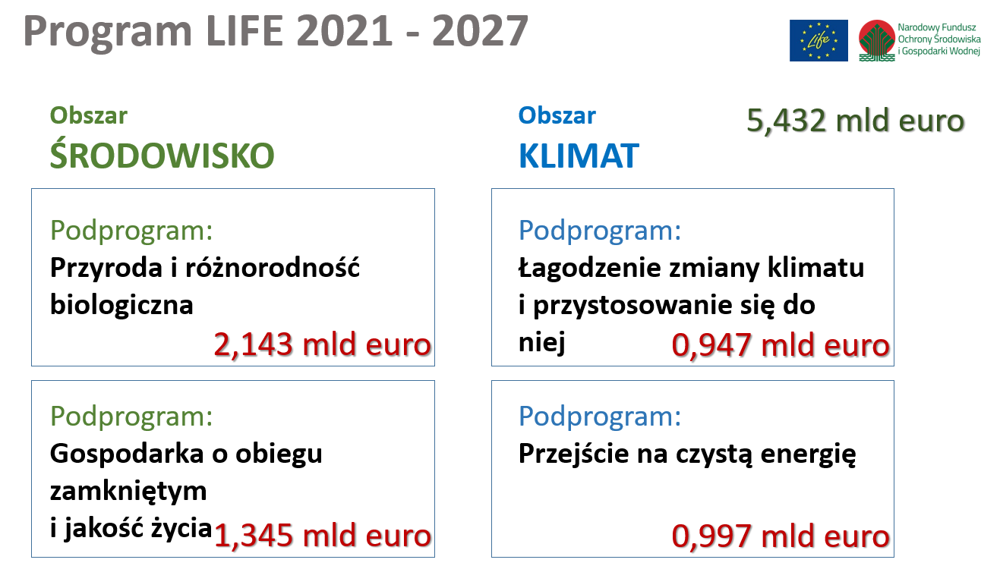 Program LIFE 2021 - 2027
Life
Narodowy Fundusz
Ochrony Środowiska
i Gospodarki Wodnej
Obszar
ŚRODOWISKO
Obszar
KLIMAT
5,432 mld euro
Podprogram:
Przyroda i różnorodność
biologiczna
2,143 mld euro
Podprogram:
Łagodzenie zmiany klimatu
i przystosowanie się do
niej
0,947 mld euro
Podprogram:
Gospodarka o obiegu
zamkniętym
i jakość życia
1,345 mld euro
Podprogram:
Przejście na czystą energię
0,997 mld euro